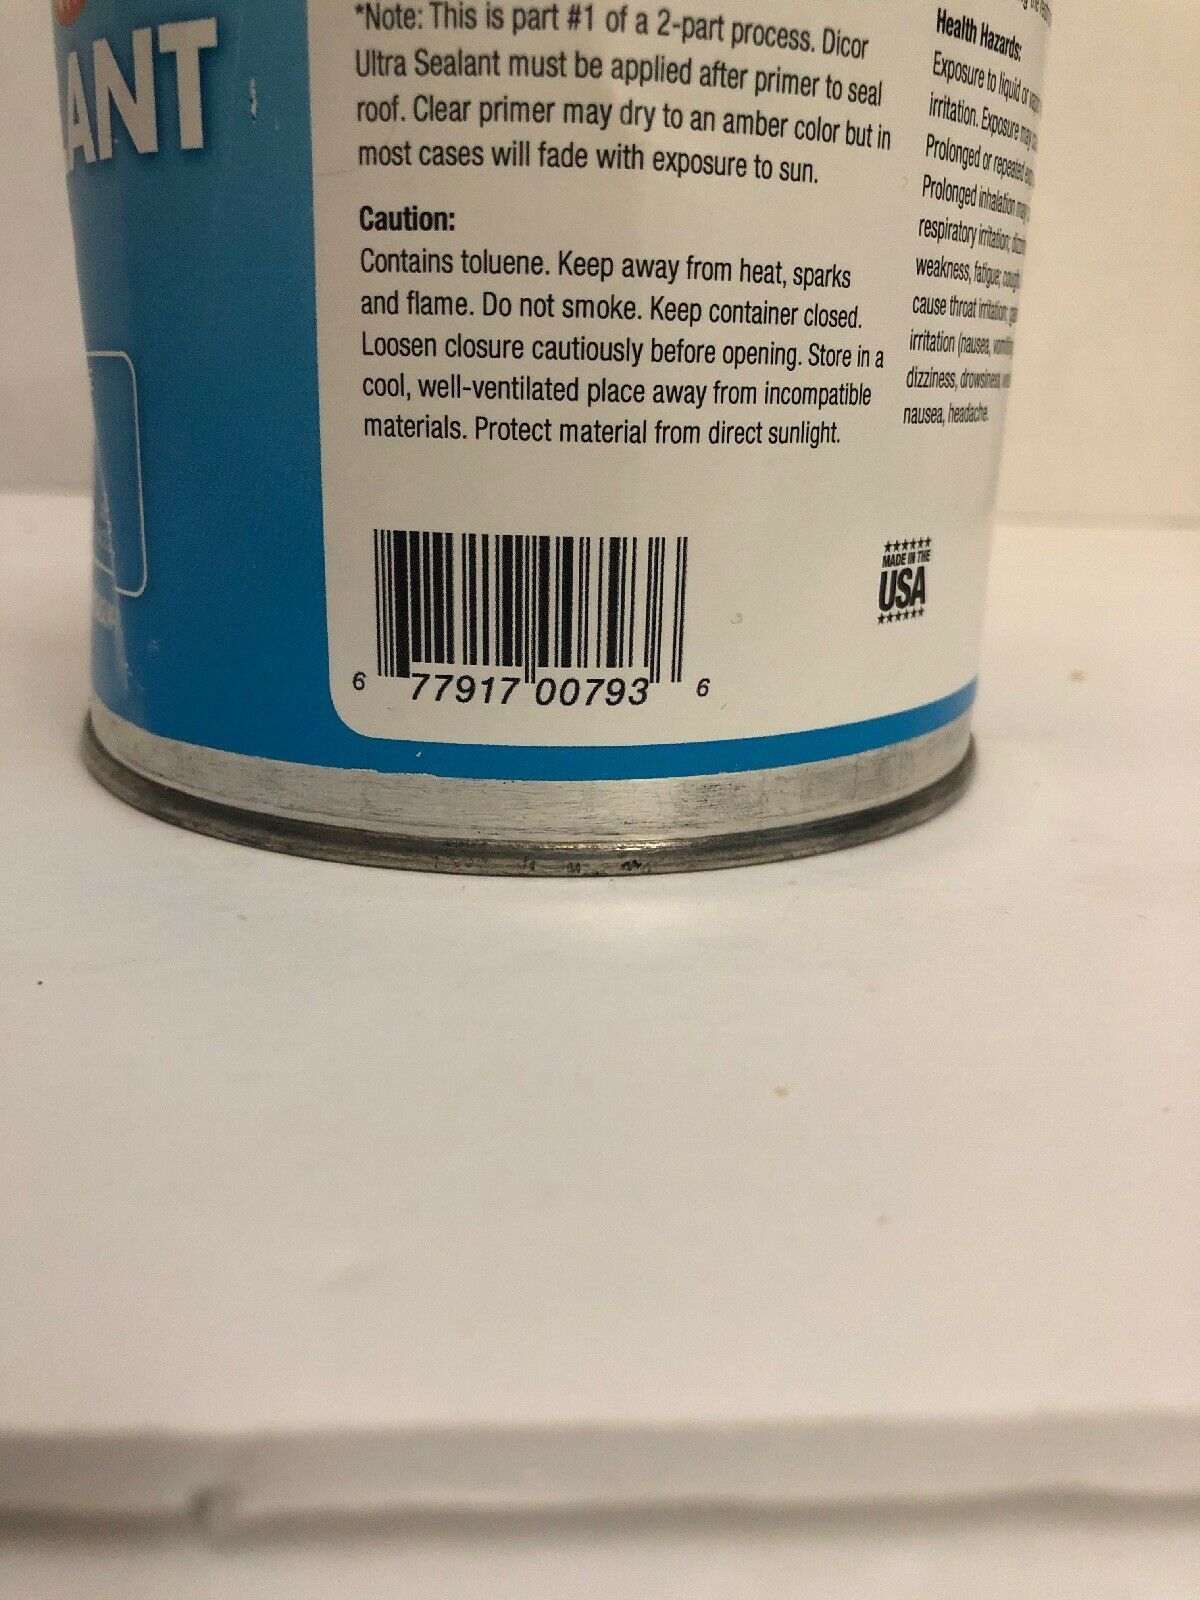 ANT
*Note: This is part #1 of a 2-part process. Dicor
Ultra Sealant must be applied after primer to seal
roof. Clear primer may dry to an amber color but in
most cases will fade with exposure to sun.
Caution:
Contains toluene. Keep away from heat, sparks
and flame. Do not smoke. Keep container closed.
Loosen closure cautiously before opening. Store in a
cool, well-ventilated place away from incompatible
materials. Protect material from direct sunlight.
6 77917 00793 6
Health Hazards:
Exposure to liquid or
irritation. Exposure may
Prolonged or repeated
Prolonged inhalation may
respiratory irritation;
weakness, fatigue;
cause throat irritation;
irritation (nausea,
dizziness, drowsiness,
nausea, headache.
MADE IN THE
USA